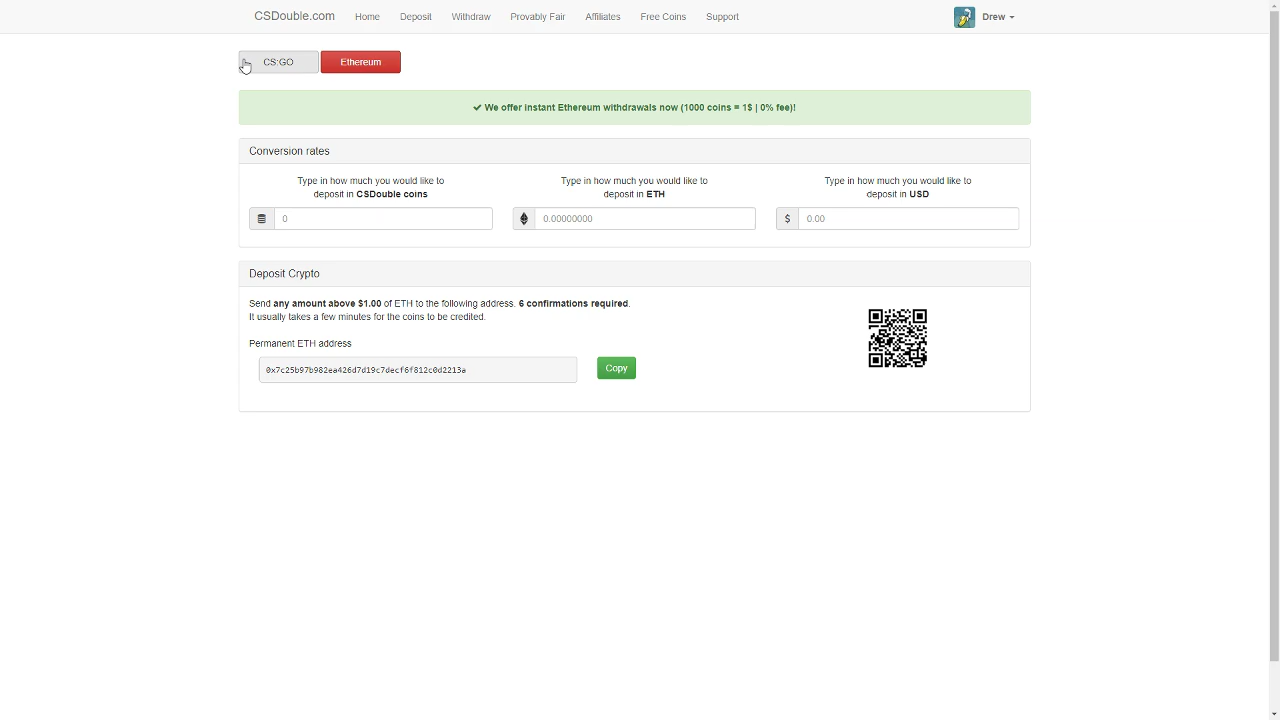 CSDouble.com Home Deposit Withdraw Provably Fair Affiliates Free Coins Support Drew
CS:GO Ethereum
We offer instant Ethereum withdrawals now (1000 coins = 1$ | 0% fee)!
Conversion rates
Type in how much you would like to
deposit in CSDouble coins
0
Type in how much you would like to
deposit in ETH
0.00000000
Type in how much you would like to
deposit in USD
$ 0.00
Deposit Crypto
Send any amount above $1.00 of ETH to the following address. 6 confirmations required.
It usually takes a few minutes for the coins to be credited.
Permanent ETH address
0x7c25b97b982ea426d7d19c7decf6f812c0d2213a
Copy